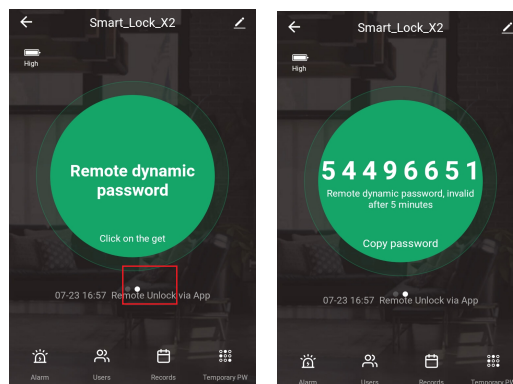 Smart_Lock_X2
High
Remote dynamic
password
Click on the get
07-23 16:57 Remote Unlock via App
Alarm Users Records Temporary PW
Smart_Lock_X2
High
54496651
Remote dynamic password, invalid
after 5 minutes
Copy password
07-23 16:57 Remote Unlock via App
Alarm Users Records Temporary PW